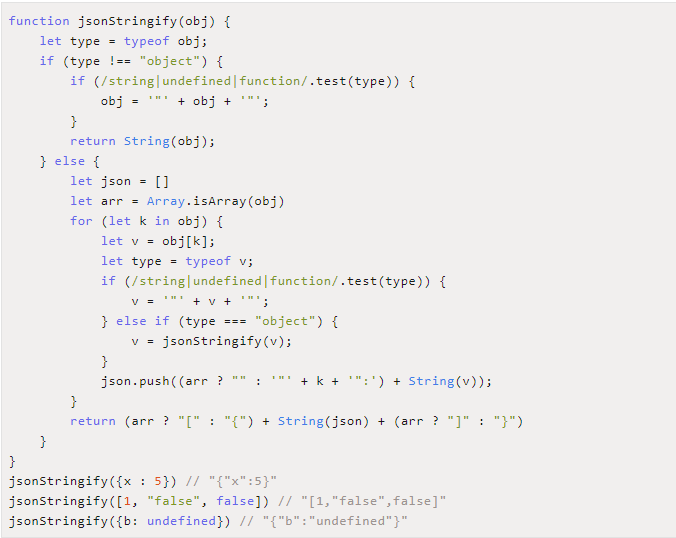 function jsonStringify(obj) {
    let type = typeof obj;
    if (type !== "object") {
        if (/string|undefined|function/.test(type)) {
            obj = '"' + obj + '"';
        }
        return String(obj);
    } else {
        let json = []
        let arr = Array.isArray(obj)
        for (let k in obj) {
            let v = obj[k];
            let type = typeof v;
            if (/string|undefined|function/.test(type)) {
                v = '"' + v + '"';
            } else if (type === "object") {
                v = jsonStringify(v);
            }
            json.push((arr ? "" : '"' + k + '":') + String(v));
        }
        return (arr ? "[" : "{") + String(json) + (arr ? "]" : "}")
    }
}
jsonStringify({x : 5}) // "{"x":5}"
jsonStringify([1, "false", false]) // "[1,"false",false]"
jsonStringify({b: undefined}) // "{"b":"undefined"}"